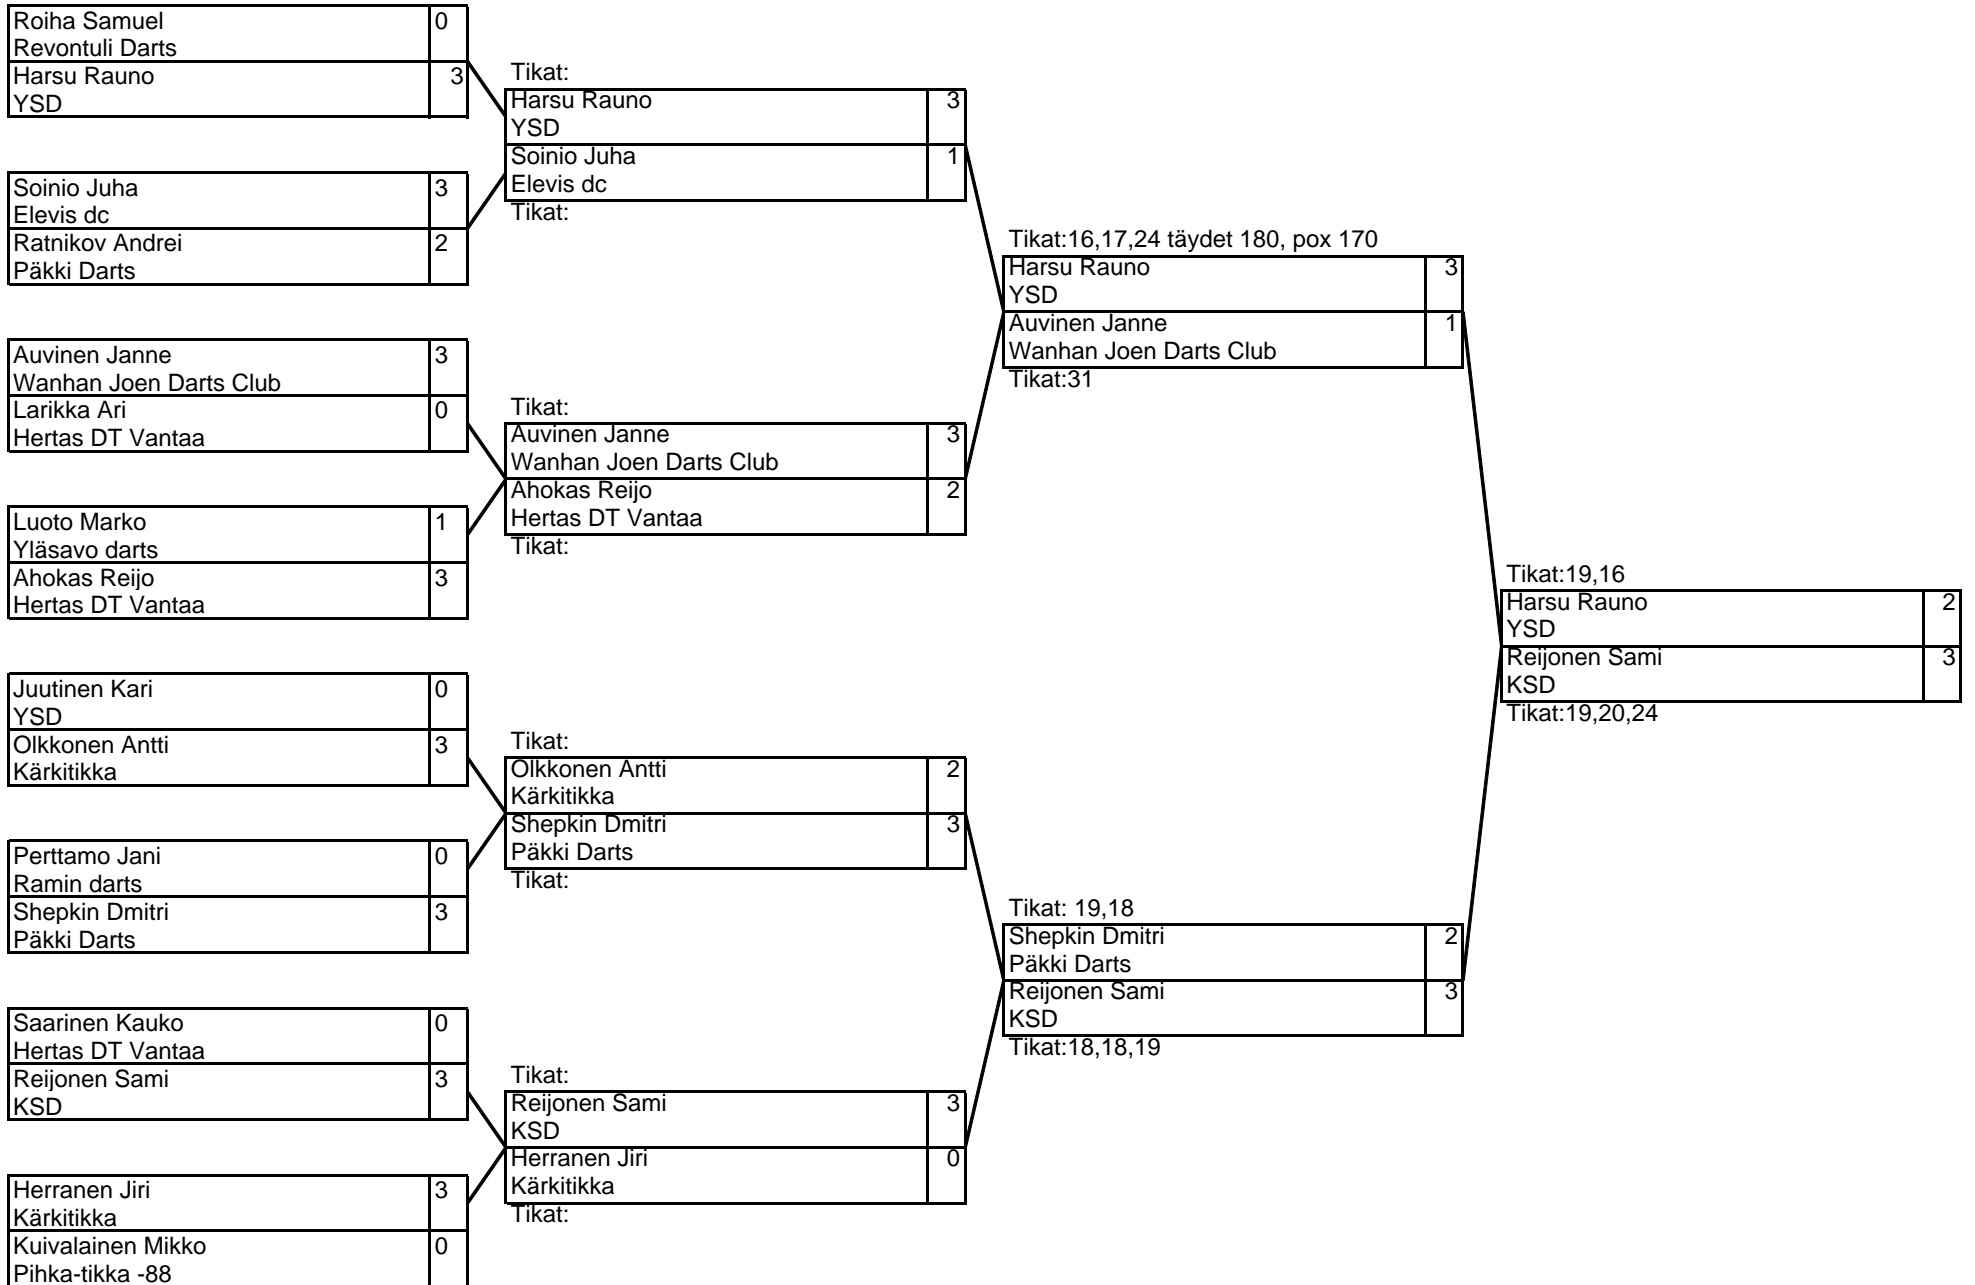 Roiha Samuel 0
Revontuli Darts
Harsu Rauno 3
YSD
Soinio Juha 3
Elevis dc
Ratnikov Andrei 2
Päkki Darts
Auvinen Janne 3
Wanhan Joen Darts Club
Larikka Ari 0
Hertas DT Vantaa
Luoto Marko 1
Yläsavo darts
Ahokas Reijo 3
Hertas DT Vantaa
Juutinen Kari 0
YSD
Olkkonen Antti 3
Kärkitikka
Perttamo Jani 0
Ramin darts
Shepkin Dmitri 3
Päkki Darts
Saarinen Kauko 0
Hertas DT Vantaa
Reijonen Sami 3
KSD
Herranen Jiri 3
Kärkitikka
Kuivalainen Mikko 0
Pihka-tikka -88
Tikat:
Harsu Rauno 3
YSD
Soinio Juha 1
Elevis dc
Tikat:
Tikat:
Auvinen Janne 3
Wanhan Joen Darts Club
Ahokas Reijo 2
Hertas DT Vantaa
Tikat:
Tikat:
Olkkonen Antti 2
Kärkitikka
Shepkin Dmitri 3
Päkki Darts
Tikat:
Tikat:
Reijonen Sami 3
KSD
Herranen Jiri 0
Kärkitikka
Tikat:
Tikat:16,17,24 täydet 180, pox 170
Harsu Rauno 3
YSD
Auvinen Janne 1
Wanhan Joen Darts Club
Tikat:31
Tikat: 19,18
Shepkin Dmitri 2
Päkki Darts
Reijonen Sami 3
KSD
Tikat:18,18,19
Tikat:19,16
Harsu Rauno 2
YSD
Reijonen Sami 3
KSD
Tikat:19,20,24